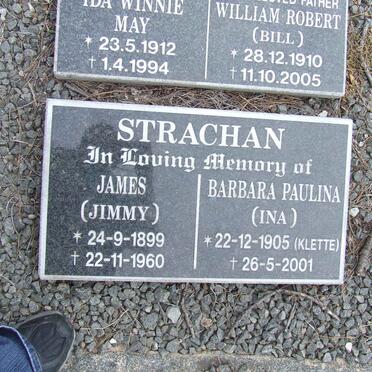 IDA WINNIE
MAY
* 23.5.1912
† 1.4.1994
FATHER
WILLIAM ROBERT
(BILL)
* 28.12.1910
† 11.10.2005
STRACHAN
In Loving Memory of
JAMES
(JIMMY)
* 24-9-1899
† 22-11-1960
BARBARA PAULINA
(INA)
* 22-12-1905 (KLETTE)
† 26-5-2001